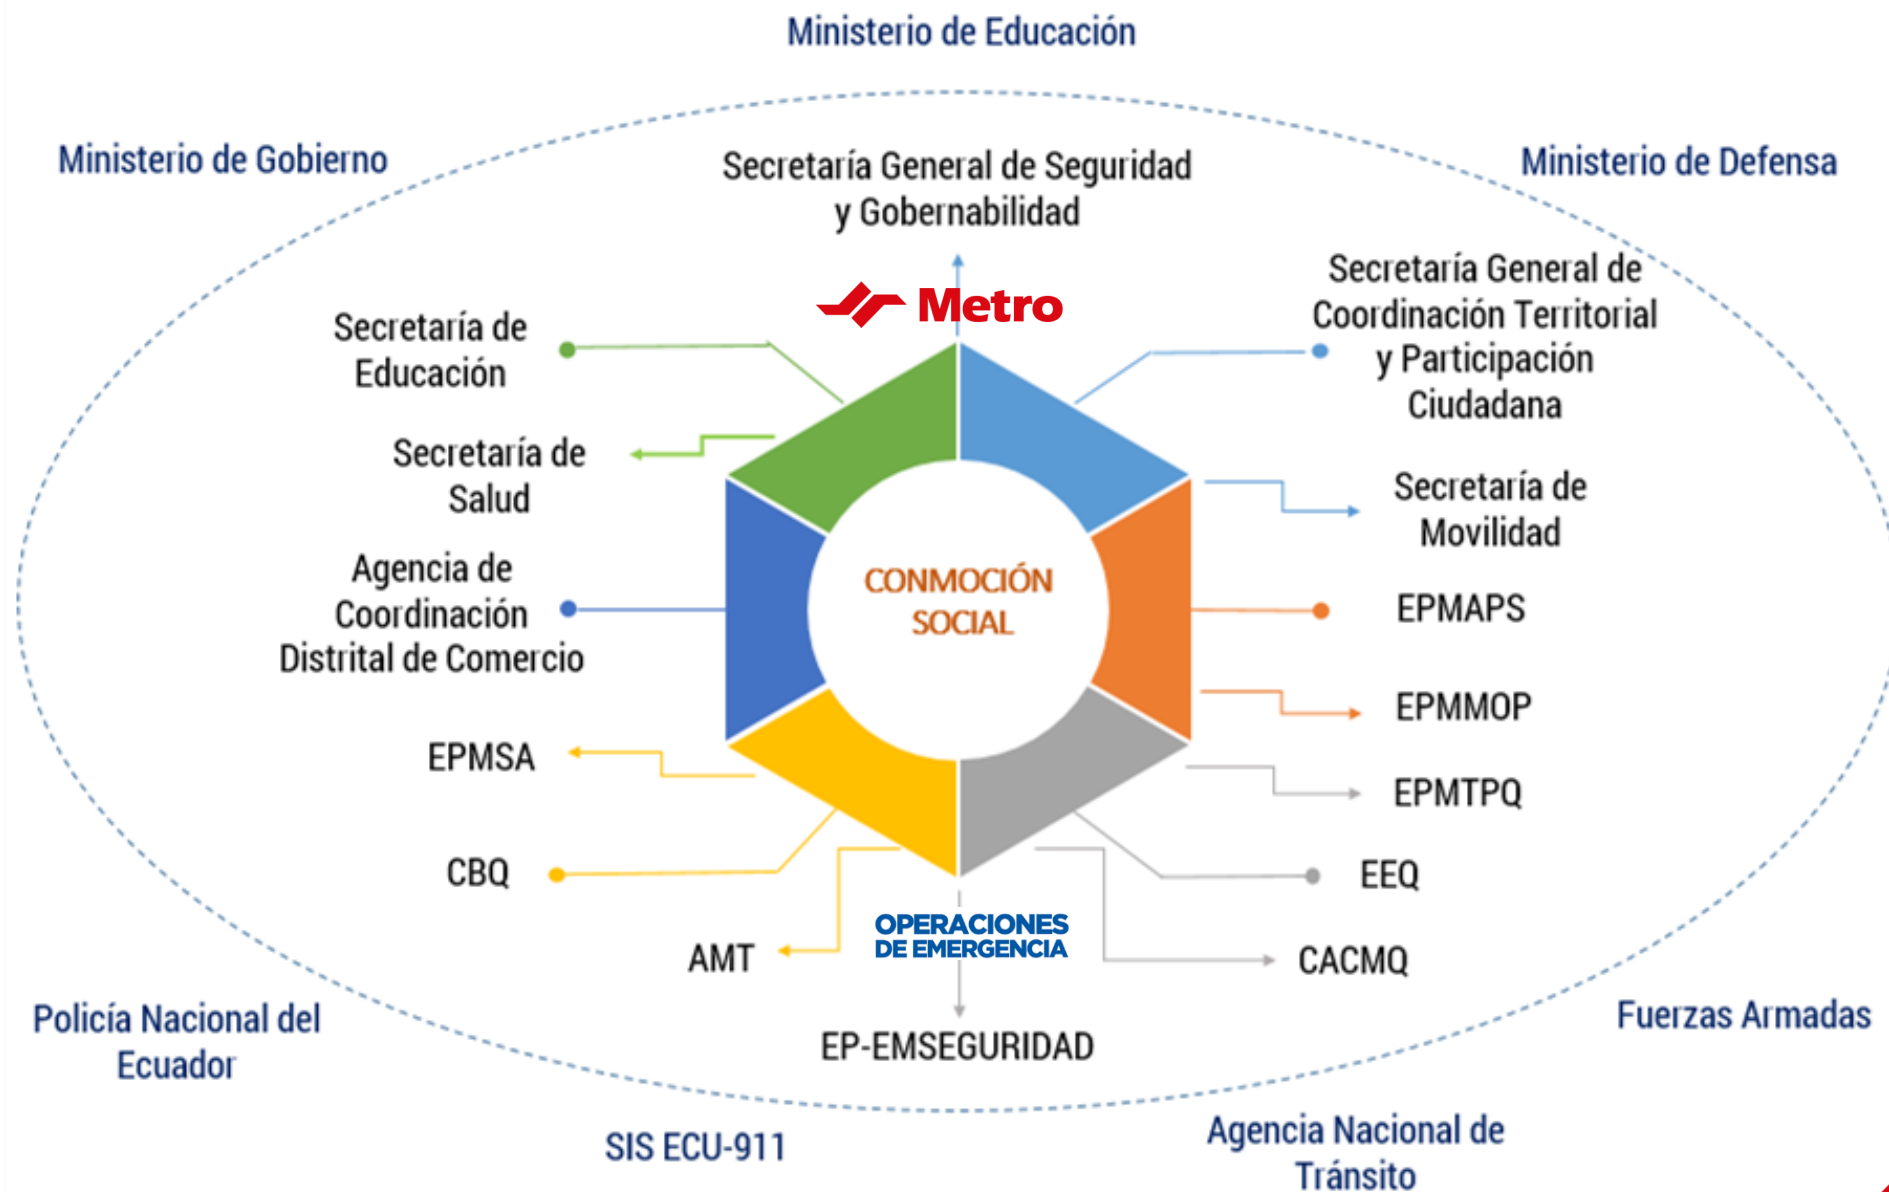 Ministerio de Educación
Ministerio de Gobierno
Ministerio de Defensa
Secretaría General de Seguridad
y Gobernabilidad
Metro
Secretaría General de
Coordinación Territorial
y Participación
Ciudadana
Secretaría de
Educación
Secretaría de
Salud
Secretaría de
Movilidad
Agencia de
Coordinación
Distrital de Comercio
CONMOCIÓN
SOCIAL
EPMAPS
EPMMOP
EPMSA
EPMTPQ
CBQ
EEQ
OPERACIONES
DE EMERGENCIA
AMT
CACMQ
EP-EMSEGURIDAD
Policía Nacional del
Ecuador
Fuerzas Armadas
SIS ECU-911
Agencia Nacional de
Tránsito